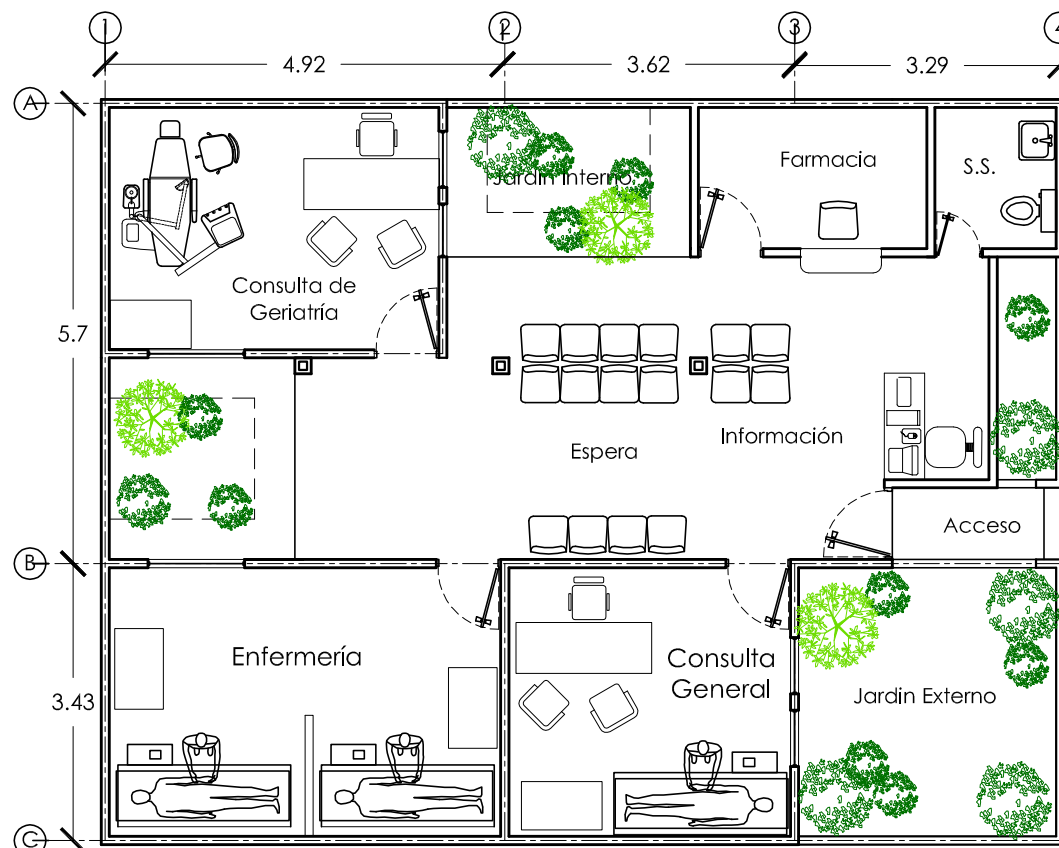 1 2 3 4
4.92 3.62 3.29
A
Farmacia
S.S.
Jardin Interno
Consulta de
Geriatría
5.7
Información
Espera
Acceso
B
Enfermería
Consulta
General
Jardin Externo
3.43
C